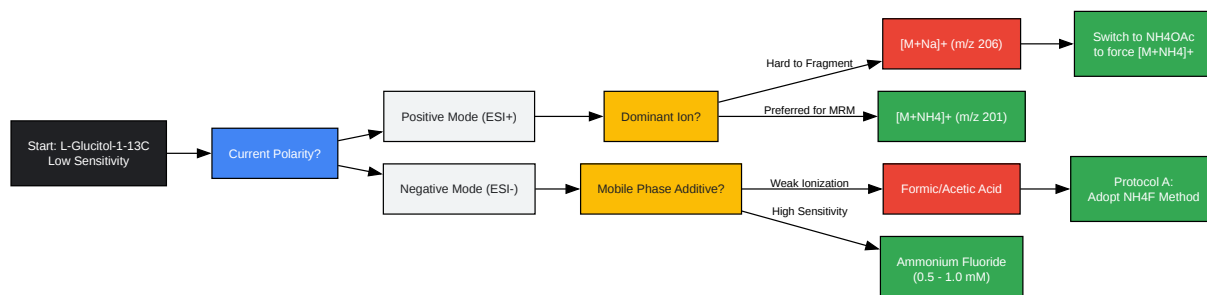 Start: L-Glucitol-1-13C
Low Sensitivity
Current Polarity?
Positive Mode (ESI+)
Negative Mode (ESI-)
Dominant Ion?
Mobile Phase Additive?
Hard to Fragment
Preferred for MRM
Weak Ionization
High Sensitivity
[M+Na]+ (m/z 206)
[M+NH4]+ (m/z 201)
Formic/Acetic Acid
Ammonium Fluoride
(0.5 - 1.0 mM)
Switch to NH4OAc
to force [M+NH4]+
Protocol A:
Adopt NH4F Method